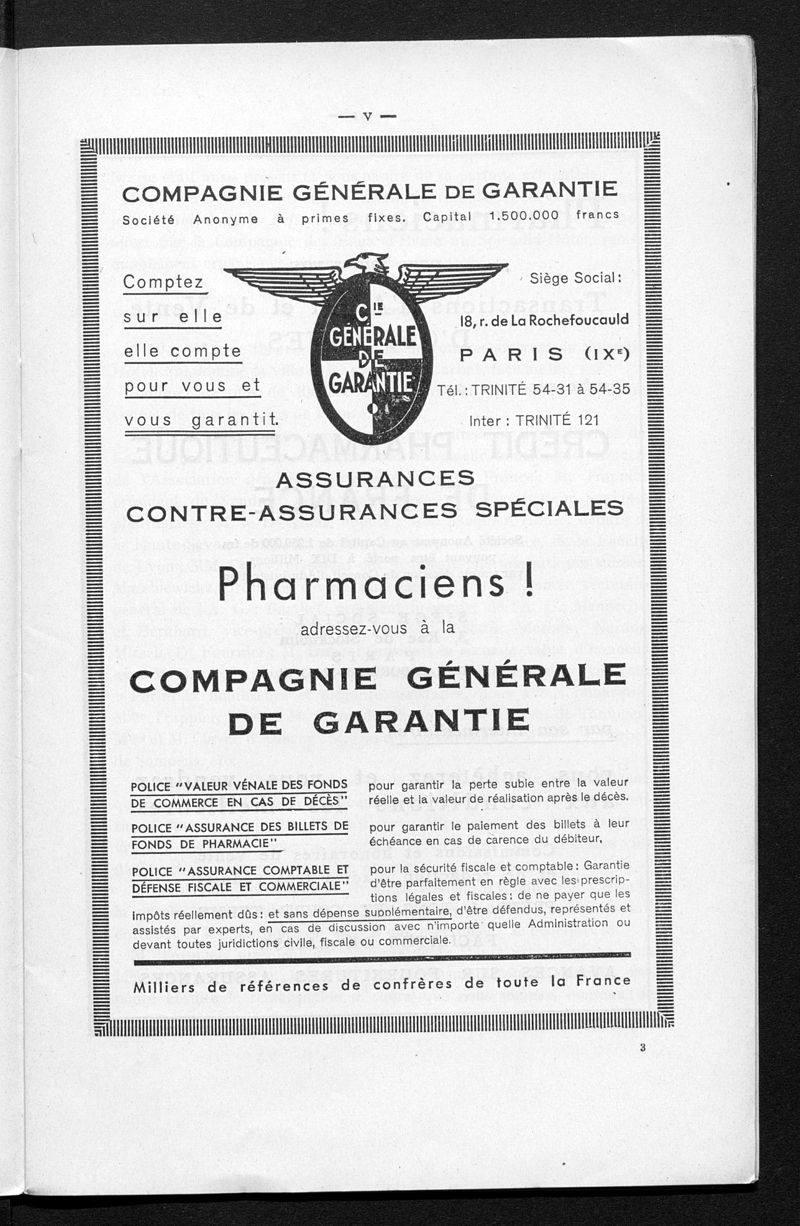 — V —
COMPAGNIE GÉNÉRALE DE GARANTIE
Société Anonyme à primes fixes. Capital 1.500.000 francs
Comptez
sur elle
elle compte
pour vous et
vous garantit.
CIE
GÉNÉRALE
DE
GARANTIE
Siège Social:
18, r. de La Rochefoucauld
PARIS (IXe)
Tél.: TRINITÉ 54-31 à 54-35
Inter : TRINITÉ 121
ASSURANCES
CONTRE-ASSURANCES SPÉCIALES
Pharmaciens !
adressez-vous à la
COMPAGNIE GÉNÉRALE
DE GARANTIE
POLICE "VALEUR VÉNALE DES FONDS
DE COMMERCE EN CAS DE DÉCÈS"
pour garantir la perte subie entre la valeur
réelle et la valeur de réalisation après le décès.
POLICE "ASSURANCE DES BILLETS DE
FONDS DE PHARMACIE"
pour garantir le paiement des billets à leur
échéance en cas de carence du débiteur.
POLICE "ASSURANCE COMPTABLE ET
DÉFENSE FISCALE ET COMMERCIALE"
pour la sécurité fiscale et comptable : Garantie
d'être parfaitement en règle avec les prescrip-
tions légales et fiscales : de ne payer que les
Impôts réellement dûs : et sans dépense supplémentaire, d'être défendus, représentés et
assistés par experts, en cas de discussion avec n'importe quelle Administration ou
devant toutes juridictions civile, fiscale ou commerciale.
Milliers de références de confrères de toute la France
3